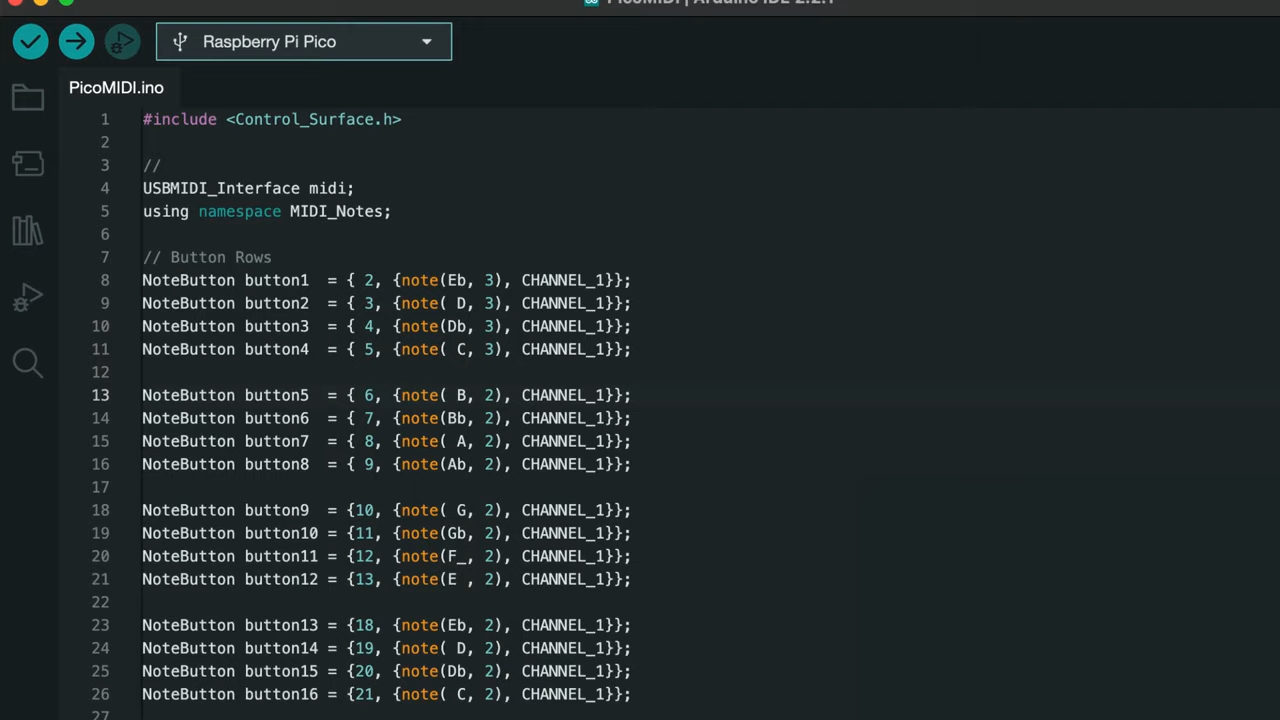 PicoMIDI | Arduino IDE 2.2.1
Raspberry Pi Pico
PicoMIDI.ino
1 #include <Control_Surface.h>
2
3 //
4 USBMIDI_Interface midi;
5 using namespace MIDI_Notes;
6
7 // Button Rows
8 NoteButton button1  = { 2, {note(Eb, 3), CHANNEL_1}};
9 NoteButton button2  = { 3, {note( D, 3), CHANNEL_1}};
10 NoteButton button3  = { 4, {note(Db, 3), CHANNEL_1}};
11 NoteButton button4  = { 5, {note( C, 3), CHANNEL_1}};
12
13 NoteButton button5  = { 6, {note( B, 2), CHANNEL_1}};
14 NoteButton button6  = { 7, {note(Bb, 2), CHANNEL_1}};
15 NoteButton button7  = { 8, {note( A, 2), CHANNEL_1}};
16 NoteButton button8  = { 9, {note(Ab, 2), CHANNEL_1}};
17
18 NoteButton button9  = {10, {note( G, 2), CHANNEL_1}};
19 NoteButton button10 = {11, {note(Gb, 2), CHANNEL_1}};
20 NoteButton button11 = {12, {note(F_, 2), CHANNEL_1}};
21 NoteButton button12 = {13, {note(E , 2), CHANNEL_1}};
22
23 NoteButton button13 = {18, {note(Eb, 2), CHANNEL_1}};
24 NoteButton button14 = {19, {note( D, 2), CHANNEL_1}};
25 NoteButton button15 = {20, {note(Db, 2), CHANNEL_1}};
26 NoteButton button16 = {21, {note( C, 2), CHANNEL_1}};
27